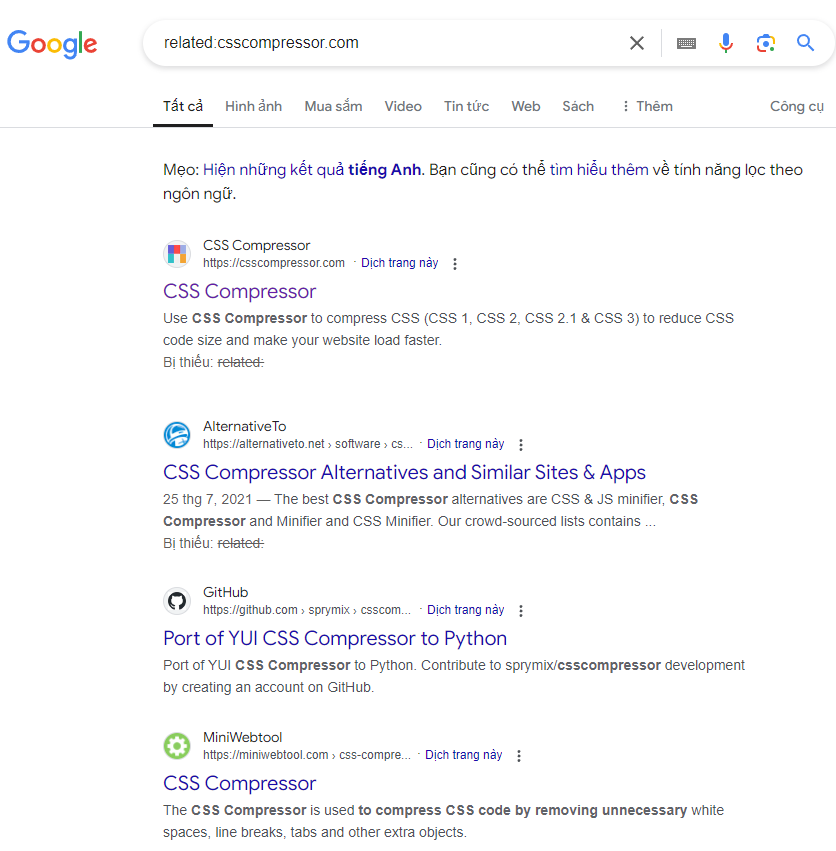 Google
related:csscompressor.com
Tất cả Hình ảnh Mua sắm Video Tin tức Web Sách Thêm Công cụ
Mẹo: Hiện những kết quả tiếng Anh. Bạn cũng có thể tìm hiểu thêm về tính năng lọc theo
ngôn ngữ.
CSS Compressor
https://csscompressor.com · Dịch trang này
CSS Compressor
Use CSS Compressor to compress CSS (CSS 1, CSS 2, CSS 2.1 & CSS 3) to reduce CSS
code size and make your website load faster.
Bị thiếu: related:
AlternativeTo
https://alternativeto.net › software › cs... · Dịch trang này
CSS Compressor Alternatives and Similar Sites & Apps
25 thg 7, 2021 — The best CSS Compressor alternatives are CSS & JS minifier, CSS
Compressor and Minifier and CSS Minifier. Our crowd-sourced lists contains ...
Bị thiếu: related:
GitHub
https://github.com › sprymix › csscom... · Dịch trang này
Port of YUI CSS Compressor to Python
Port of YUI CSS Compressor to Python. Contribute to sprymix/csscompressor development
by creating an account on GitHub.
MiniWebtool
https://miniwebtool.com › css-compre... · Dịch trang này
CSS Compressor
The CSS Compressor is used to compress CSS code by removing unnecessary white
spaces, line breaks, tabs and other extra objects.